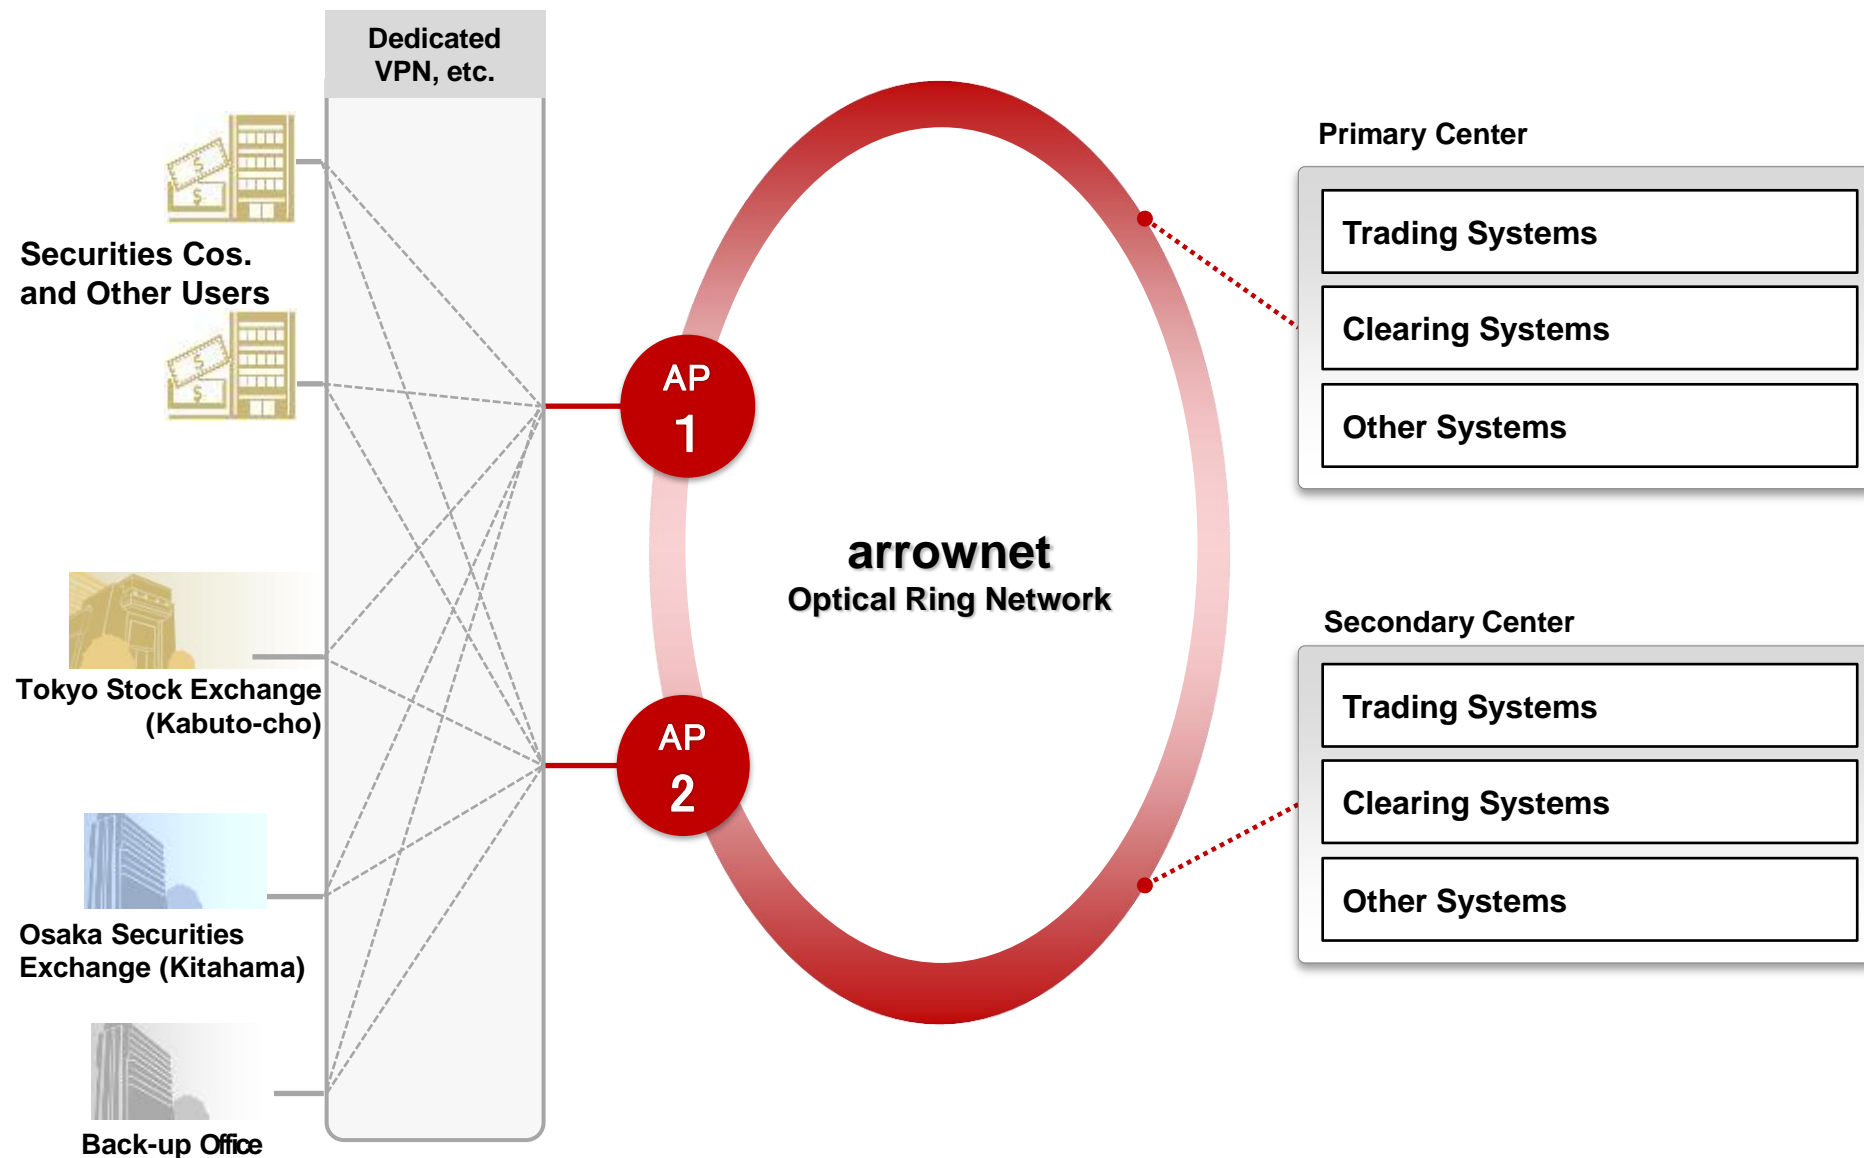 Dedicated
VPN, etc.
Securities Cos.
and Other Users
Tokyo Stock Exchange
(Kabuto-cho)
Osaka Securities
Exchange (Kitahama)
Back-up Office
AP
1
AP
2
arrownet
Optical Ring Network
Primary Center
Trading Systems
Clearing Systems
Other Systems
Secondary Center
Trading Systems
Clearing Systems
Other Systems